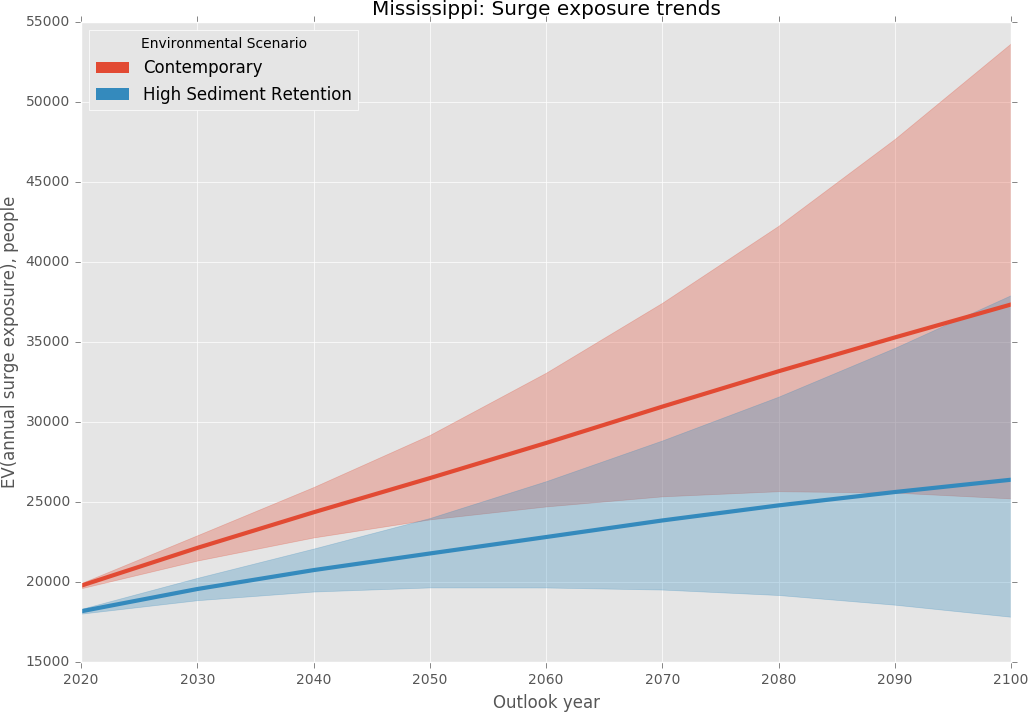 Mississippi: Surge exposure trends
55000
50000
45000
40000
35000
30000
25000
20000
15000
EV(annual surge exposure), people
Environmental Scenario
Contemporary
High Sediment Retention
2020 2030 2040 2050 2060 2070 2080 2090 2100
Outlook year